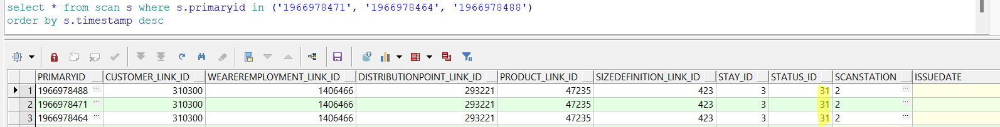 select * from scan s where s.primaryid in ('1966978471', '1966978464', '1966978488')
order by s.timestamp desc
PRIMARYID ... CUSTOMER_LINK_ID WEAREREMPLOYMENT_LINK_ID DISTRIBUTIONPOINT_LINK_ID PRODUCT_LINK_ID SIZEDEFINITION_LINK_ID STAY_ID STATUS_ID SCANSTATION ... ISSUEDATE
1 1966978488 ... 310300 1406466 293221 47235 423 3 31 2 ...
2 1966978471 ... 310300 1406466 293221 47235 423 3 31 2 ...
3 1966978464 ... 310300 1406466 293221 47235 423 3 31 2 ...